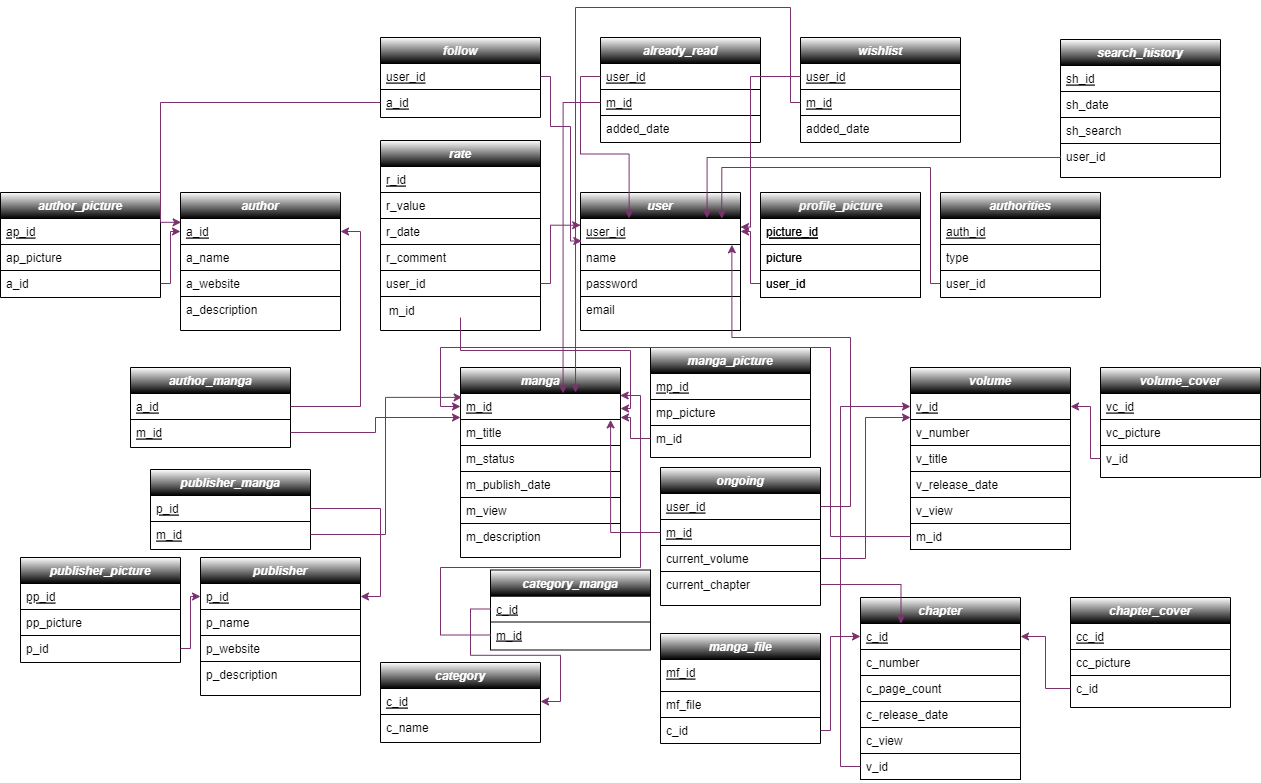 follow
user_id
a_id
already_read
user_id
m_id
added_date
wishlist
user_id
m_id
added_date
search_history
sh_id
sh_date
sh_search
user_id
rate
r_id
r_value
r_date
r_comment
user_id
m_id
author_picture
ap_id
ap_picture
a_id
author
a_id
a_name
a_website
a_description
user
user_id
name
password
email
profile_picture
picture_id
picture
user_id
authorities
auth_id
type
user_id
author_manga
a_id
m_id
manga
m_id
m_title
m_status
m_publish_date
m_view
m_description
manga_picture
mp_id
mp_picture
m_id
volume
v_id
v_number
v_title
v_release_date
v_view
m_id
volume_cover
vc_id
vc_picture
v_id
publisher_manga
p_id
m_id
ongoing
user_id
m_id
current_volume
current_chapter
publisher_picture
pp_id
pp_picture
p_id
publisher
p_id
p_name
p_website
p_description
category_manga
c_id
m_id
category
c_id
c_name
manga_file
mf_id
mf_file
c_id
chapter
c_id
c_number
c_page_count
c_release_date
c_view
v_id
chapter_cover
cc_id
cc_picture
c_id